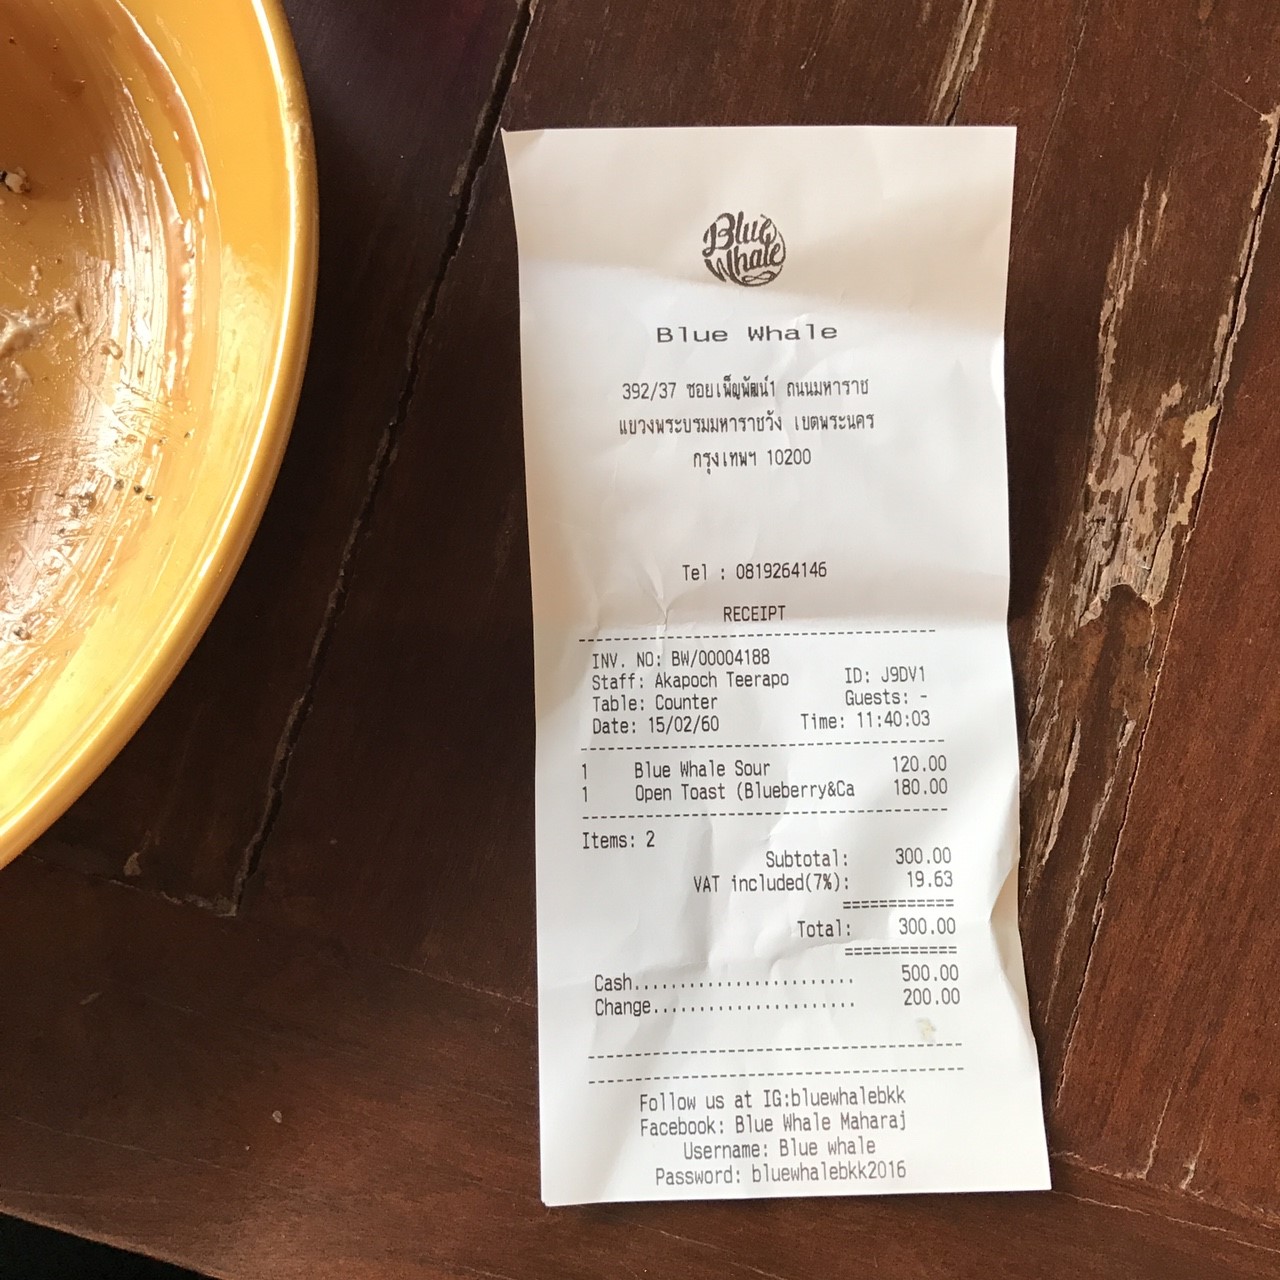 Blue
Whale
Blue Whale
392/37 ซอยเพ็ญพัฒน์1 ถนนมหาราช
แขวงพระบรมมหาราชวัง เขตพระนคร
กรุงเทพฯ 10200
Tel : 0819264146
RECEIPT
INV. NO: BW/00004188
Staff: Akapoch Teerapo ID: J9DV1
Table: Counter Guests: -
Date: 15/02/60 Time: 11:40:03
1 Blue Whale Sour 120.00
1 Open Toast (Blueberry&Ca 180.00
Items: 2
Subtotal: 300.00
VAT included(7%): 19.63
============
Total: 300.00
============
Cash........................ 500.00
Change...................... 200.00
Follow us at IG:bluewhalebkk
Facebook: Blue Whale Maharaj
Username: Blue whale
Password: bluewhalebkk2016